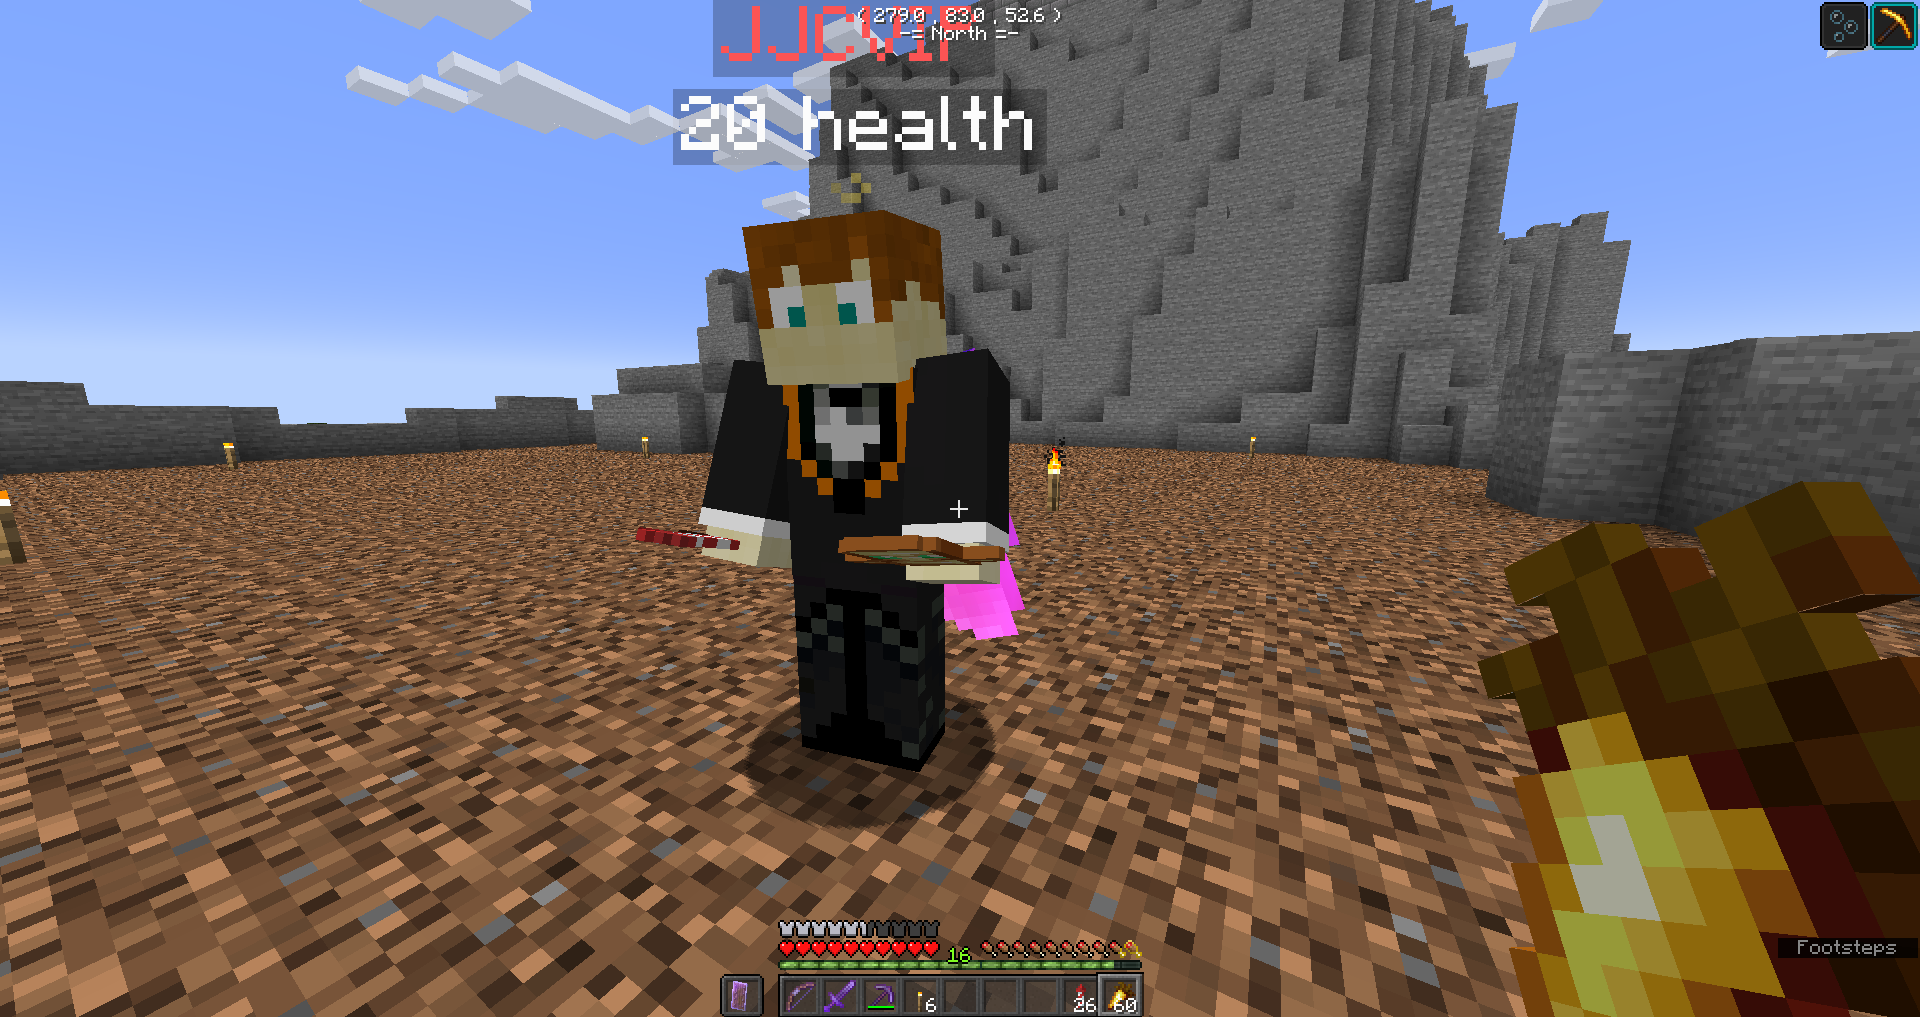 ( 279.0 , 83.0 , 52.6 )
-= North =-
20 health
16
Footsteps
6
26
60